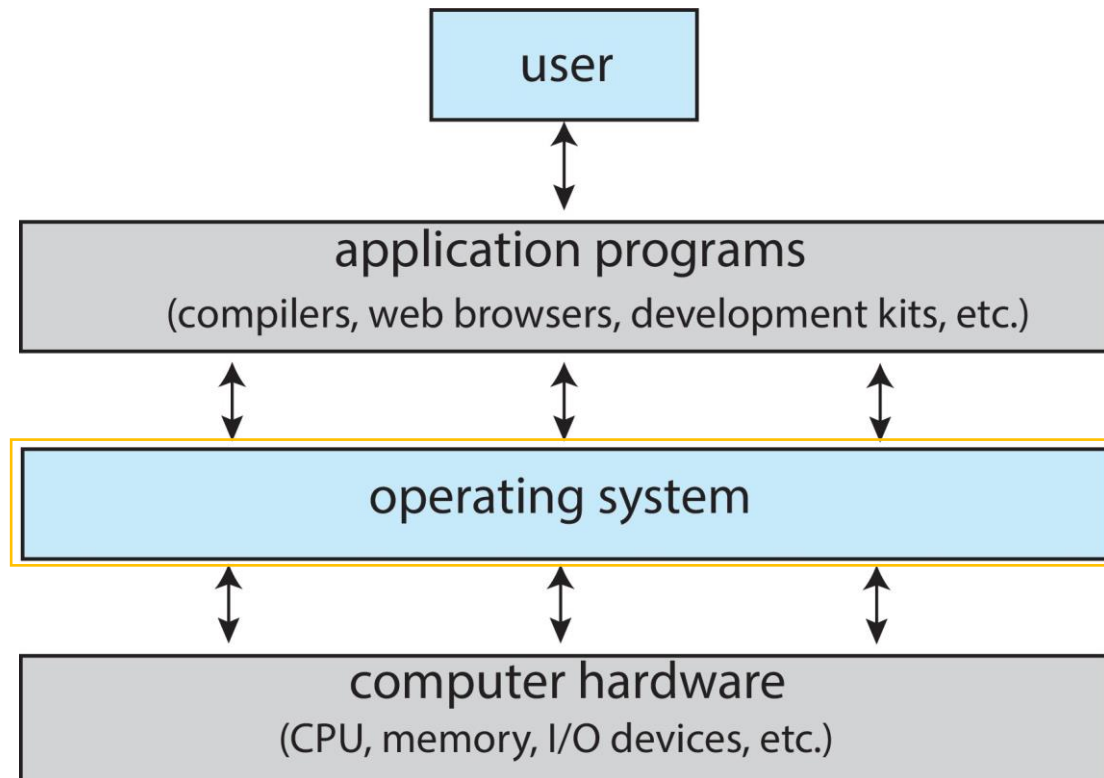 user
application programs
(compilers, web browsers, development kits, etc.)
operating system
computer hardware
(CPU, memory, I/O devices, etc.)